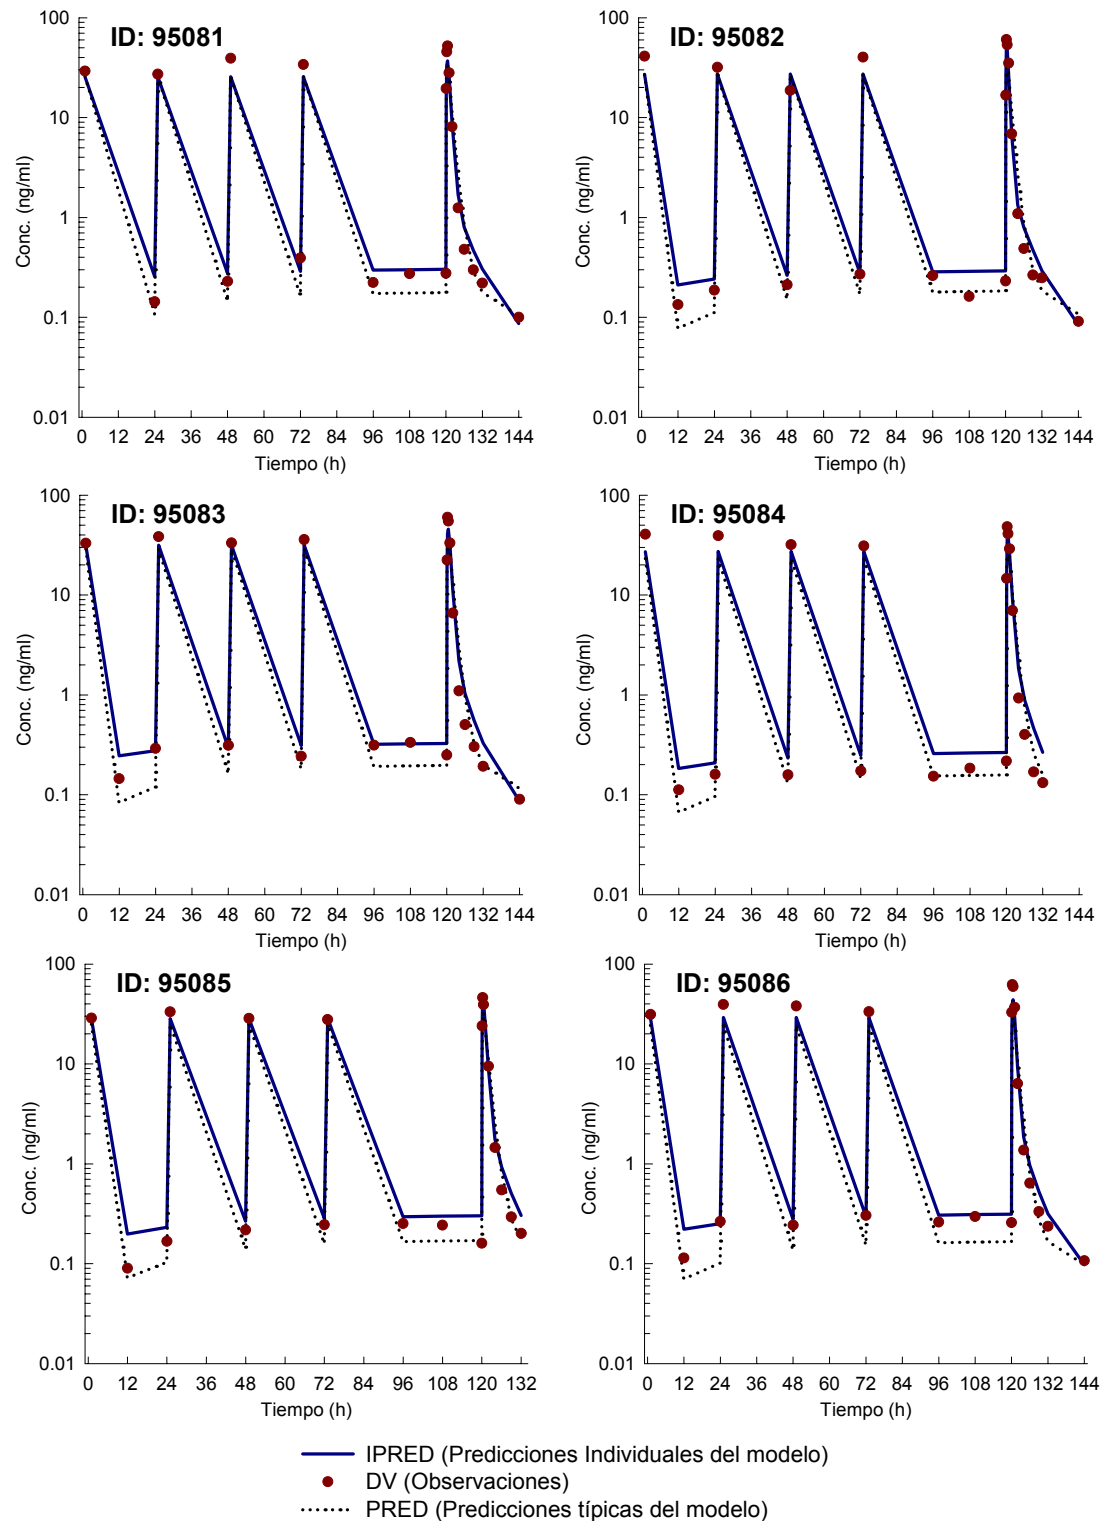 ID: 95081
Conc. (ng/ml)
100
10
1
0.1
0.01
0 12 24 36 48 60 72 84 96 108 120 132 144
Tiempo (h)
ID: 95082
Conc. (ng/ml)
100
10
1
0.1
0.01
0 12 24 36 48 60 72 84 96 108 120 132 144
Tiempo (h)
ID: 95083
Conc. (ng/ml)
100
10
1
0.1
0.01
0 12 24 36 48 60 72 84 96 108 120 132 144
Tiempo (h)
ID: 95084
Conc. (ng/ml)
100
10
1
0.1
0.01
0 12 24 36 48 60 72 84 96 108 120 132 144
Tiempo (h)
ID: 95085
Conc. (ng/ml)
100
10
1
0.1
0.01
0 12 24 36 48 60 72 84 96 108 120 132
Tiempo (h)
ID: 95086
Conc. (ng/ml)
100
10
1
0.1
0.01
0 12 24 36 48 60 72 84 96 108 120 132 144
Tiempo (h)
IPRED (Predicciones Individuales del modelo)
DV (Observaciones)
PRED (Predicciones típicas del modelo)